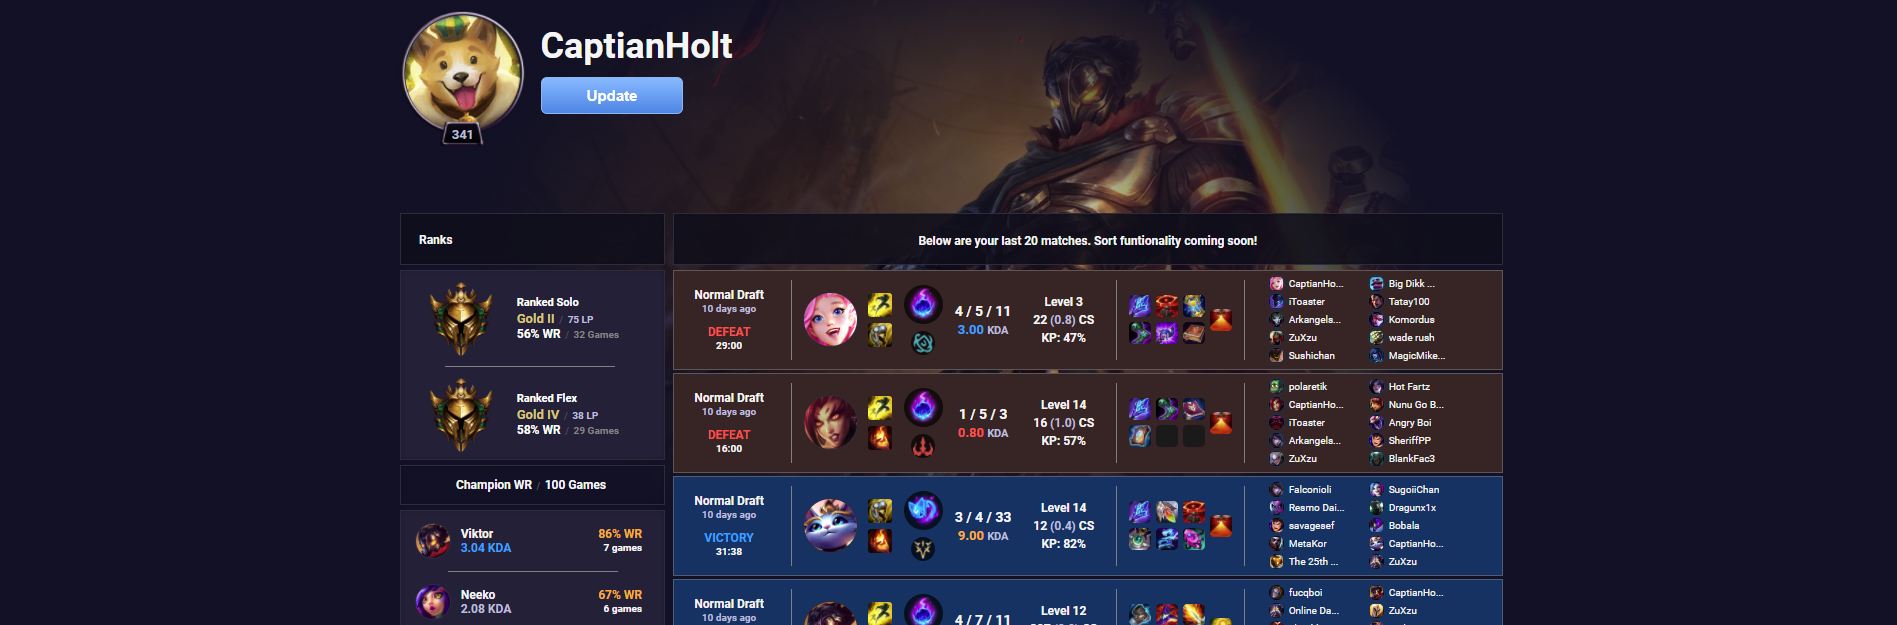 CaptianHolt
Update
341
Ranks
Below are your last 20 matches. Sort funtionality coming soon!
Ranked Solo
Gold II / 75 LP
56% WR / 32 Games
Ranked Flex
Gold IV / 38 LP
58% WR / 29 Games
Champion WR / 100 Games
Viktor
86% WR
3.04 KDA
7 games
Neeko
67% WR
2.08 KDA
6 games
Normal Draft
10 days ago
DEFEAT
29:00
4 / 5 / 11
3.00 KDA
Level 3
22 (0.8) CS
KP: 47%
CaptianHo...
iToaster
Arkangels...
ZuXzu
Sushichan
Big Dikk ...
Tatay100
Komordus
wade rush
MagicMike...
Normal Draft
10 days ago
DEFEAT
16:00
1 / 5 / 3
0.80 KDA
Level 14
16 (1.0) CS
KP: 57%
polaretik
CaptianHo...
iToaster
Arkangels...
ZuXzu
Hot Fartz
Nunu Go B...
Angry Boi
SheriffPP
BlankFac3
Normal Draft
10 days ago
VICTORY
31:38
3 / 4 / 33
9.00 KDA
Level 14
12 (0.4) CS
KP: 82%
Falconioli
Resmo Dai...
savagesef
MetaKor
The 25th ...
SugoiiChan
Dragunx1x
Bobala
CaptianHo...
ZuXzu
Normal Draft
10 days ago
4 / 7 / 11
Level 12
fucqboi
Online Da...
CaptianHo...
ZuXzu